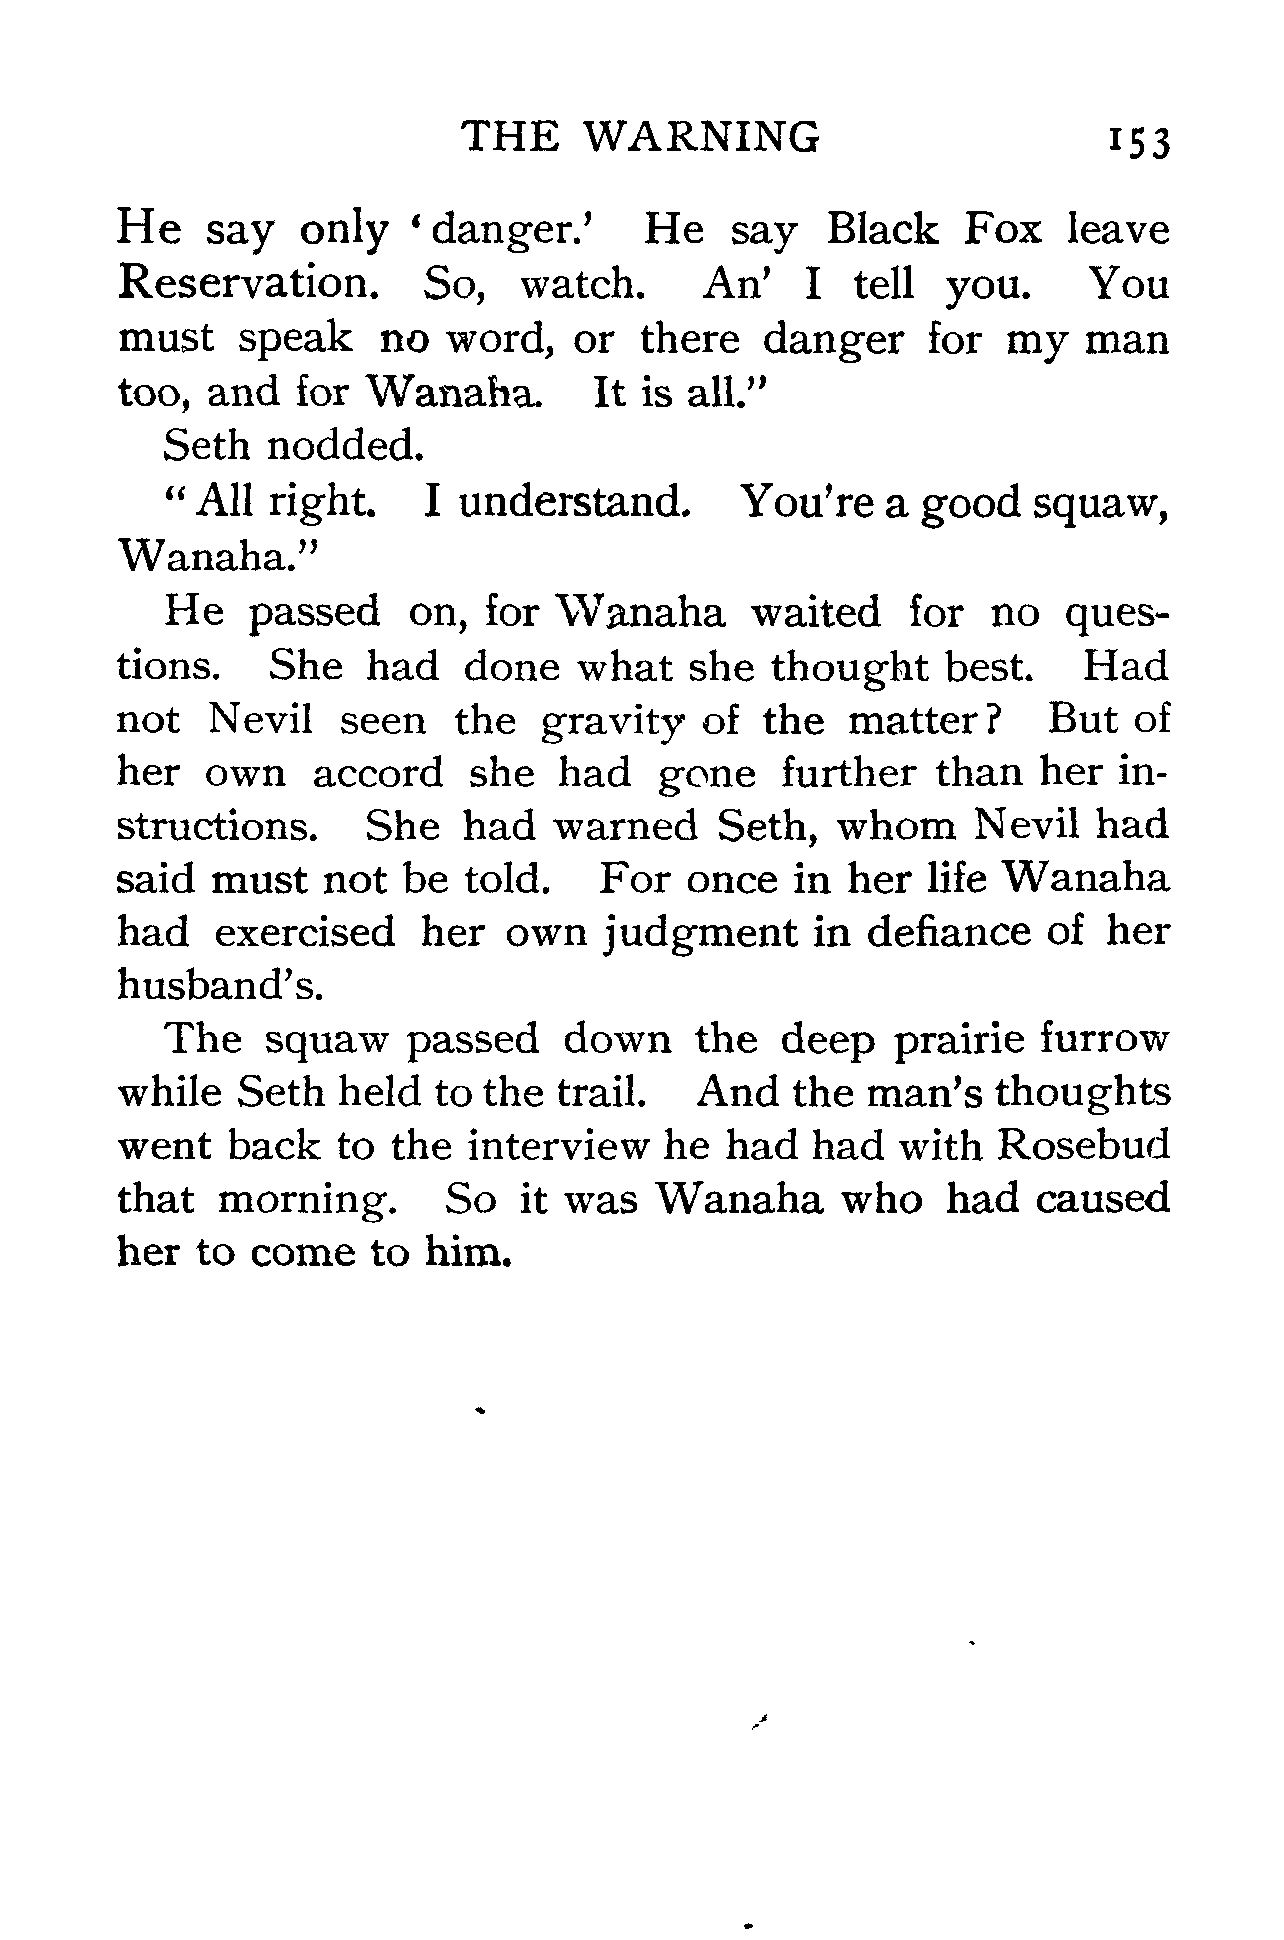 THE WARNING 153
He say only ‘ danger.’ He say Black Fox leave
Reservation. So, watch. An’ I tell you. You
must speak no word, or there danger for my man
too, and for Wanaha. It is all.”
Seth nodded.
“ All right. I understand. You’re a good squaw,
Wanaha.”
He passed on, for Wanaha waited for no ques-
tions. She had done what she thought best. Had
not Nevil seen the gravity of the matter? But of
her own accord she had gone further than her in-
structions. She had warned Seth, whom Nevil had
said must not be told. For once in her life Wanaha
had exercised her own judgment in defiance of her
husband’s.
The squaw passed down the deep prairie furrow
while Seth held to the trail. And the man’s thoughts
went back to the interview he had had with Rosebud
that morning. So it was Wanaha who had caused
her to come to him.